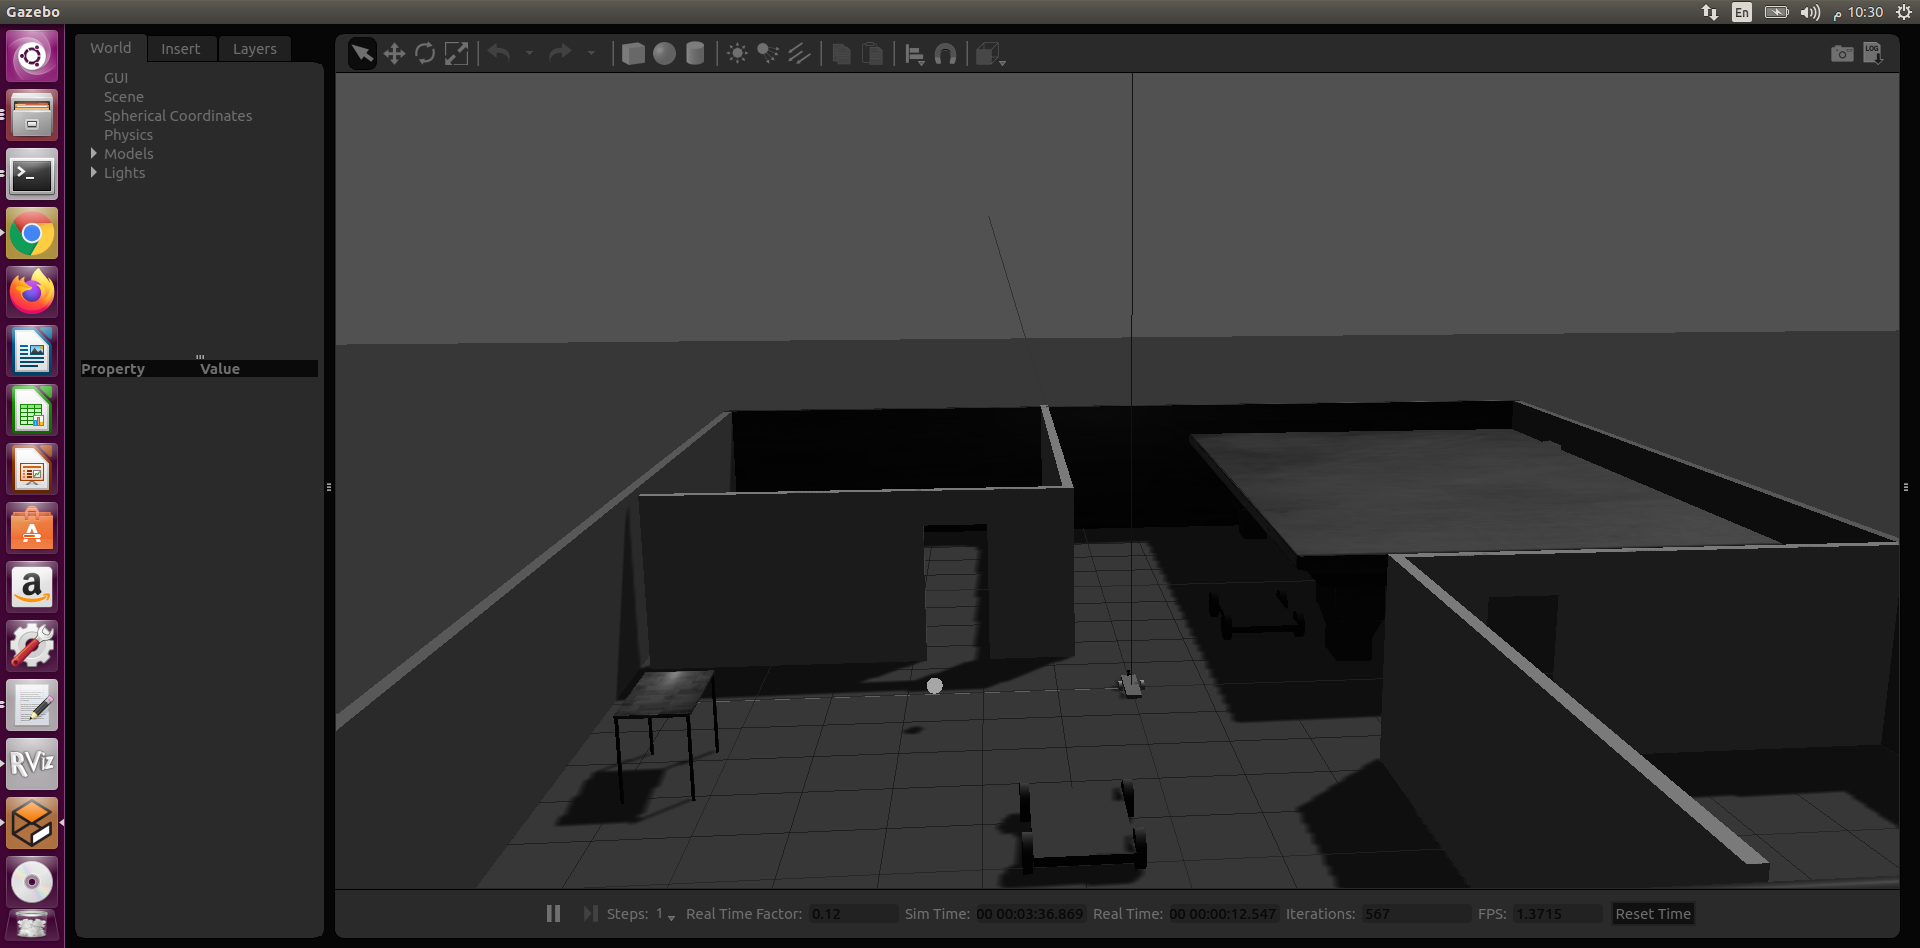 Gazebo
En
م 10:30
World Insert Layers
LOG
GUI
Scene
Spherical Coordinates
Physics
Models
Lights
Property Value
>_
A
a
RViz
Steps: 1 Real Time Factor: 0.12 Sim Time: 00 00:03:36.869 Real Time: 00 00:00:12.547 Iterations: 567 FPS: 1.3715 Reset Time